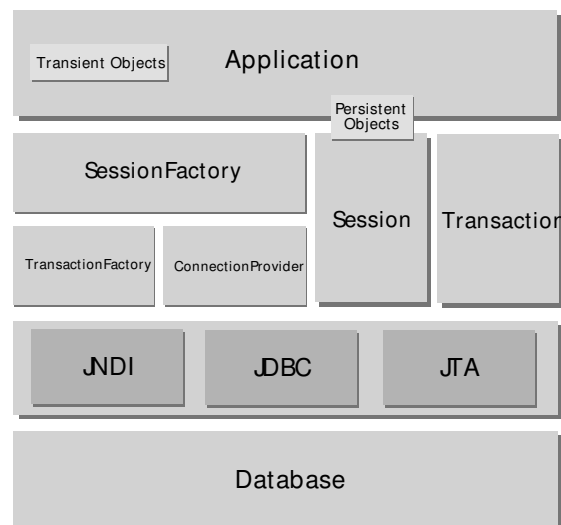 Transient Objects
Application
Persistent
Objects
SessionFactory
Session
Transaction
TransactionFactory
ConnectionProvider
JNDI
JDBC
JTA
Database